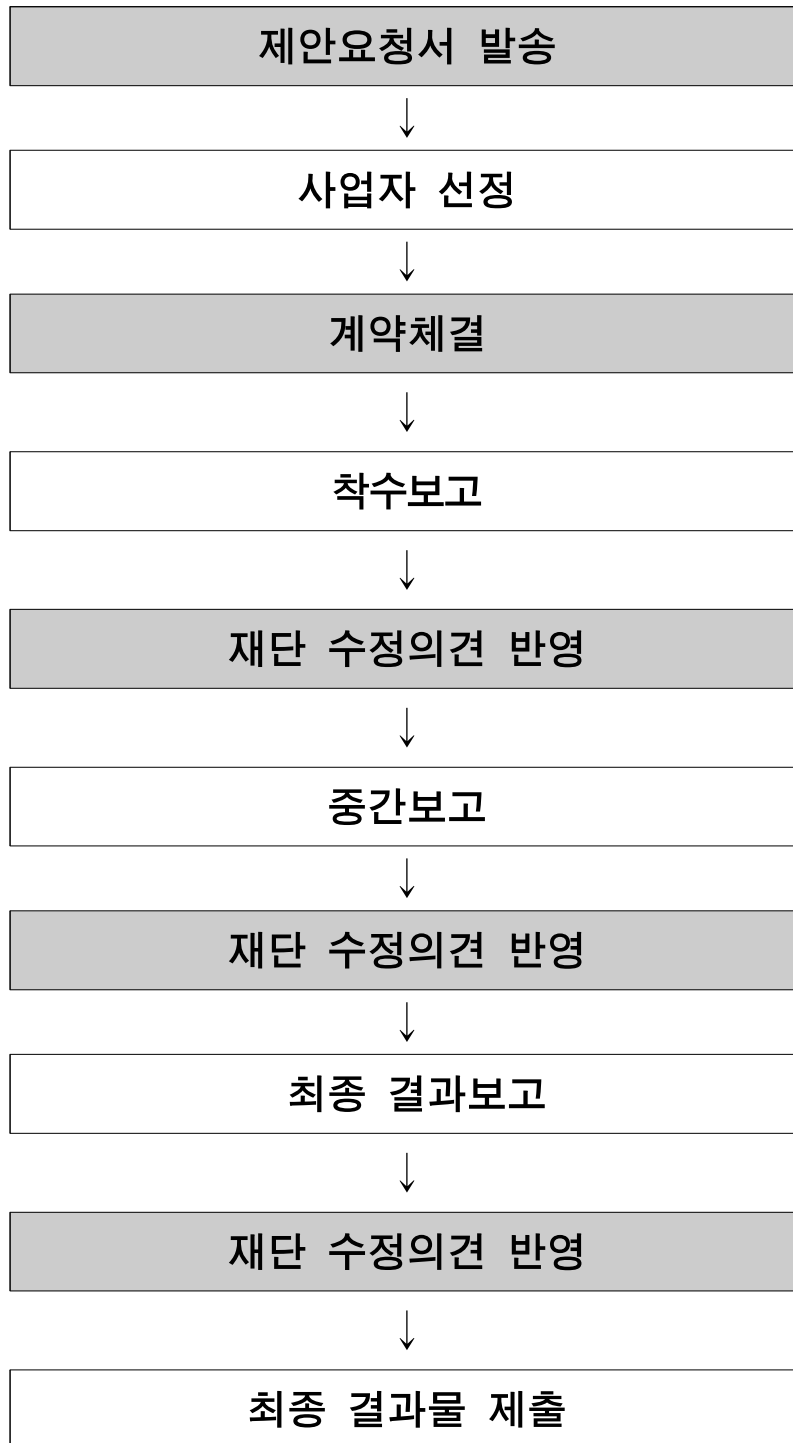 제안요청서 발송
↓
사업자 선정
↓
계약체결
↓
착수보고
↓
재단 수정의견 반영
↓
중간보고
↓
재단 수정의견 반영
↓
최종 결과보고
↓
재단 수정의견 반영
↓
최종 결과물 제출